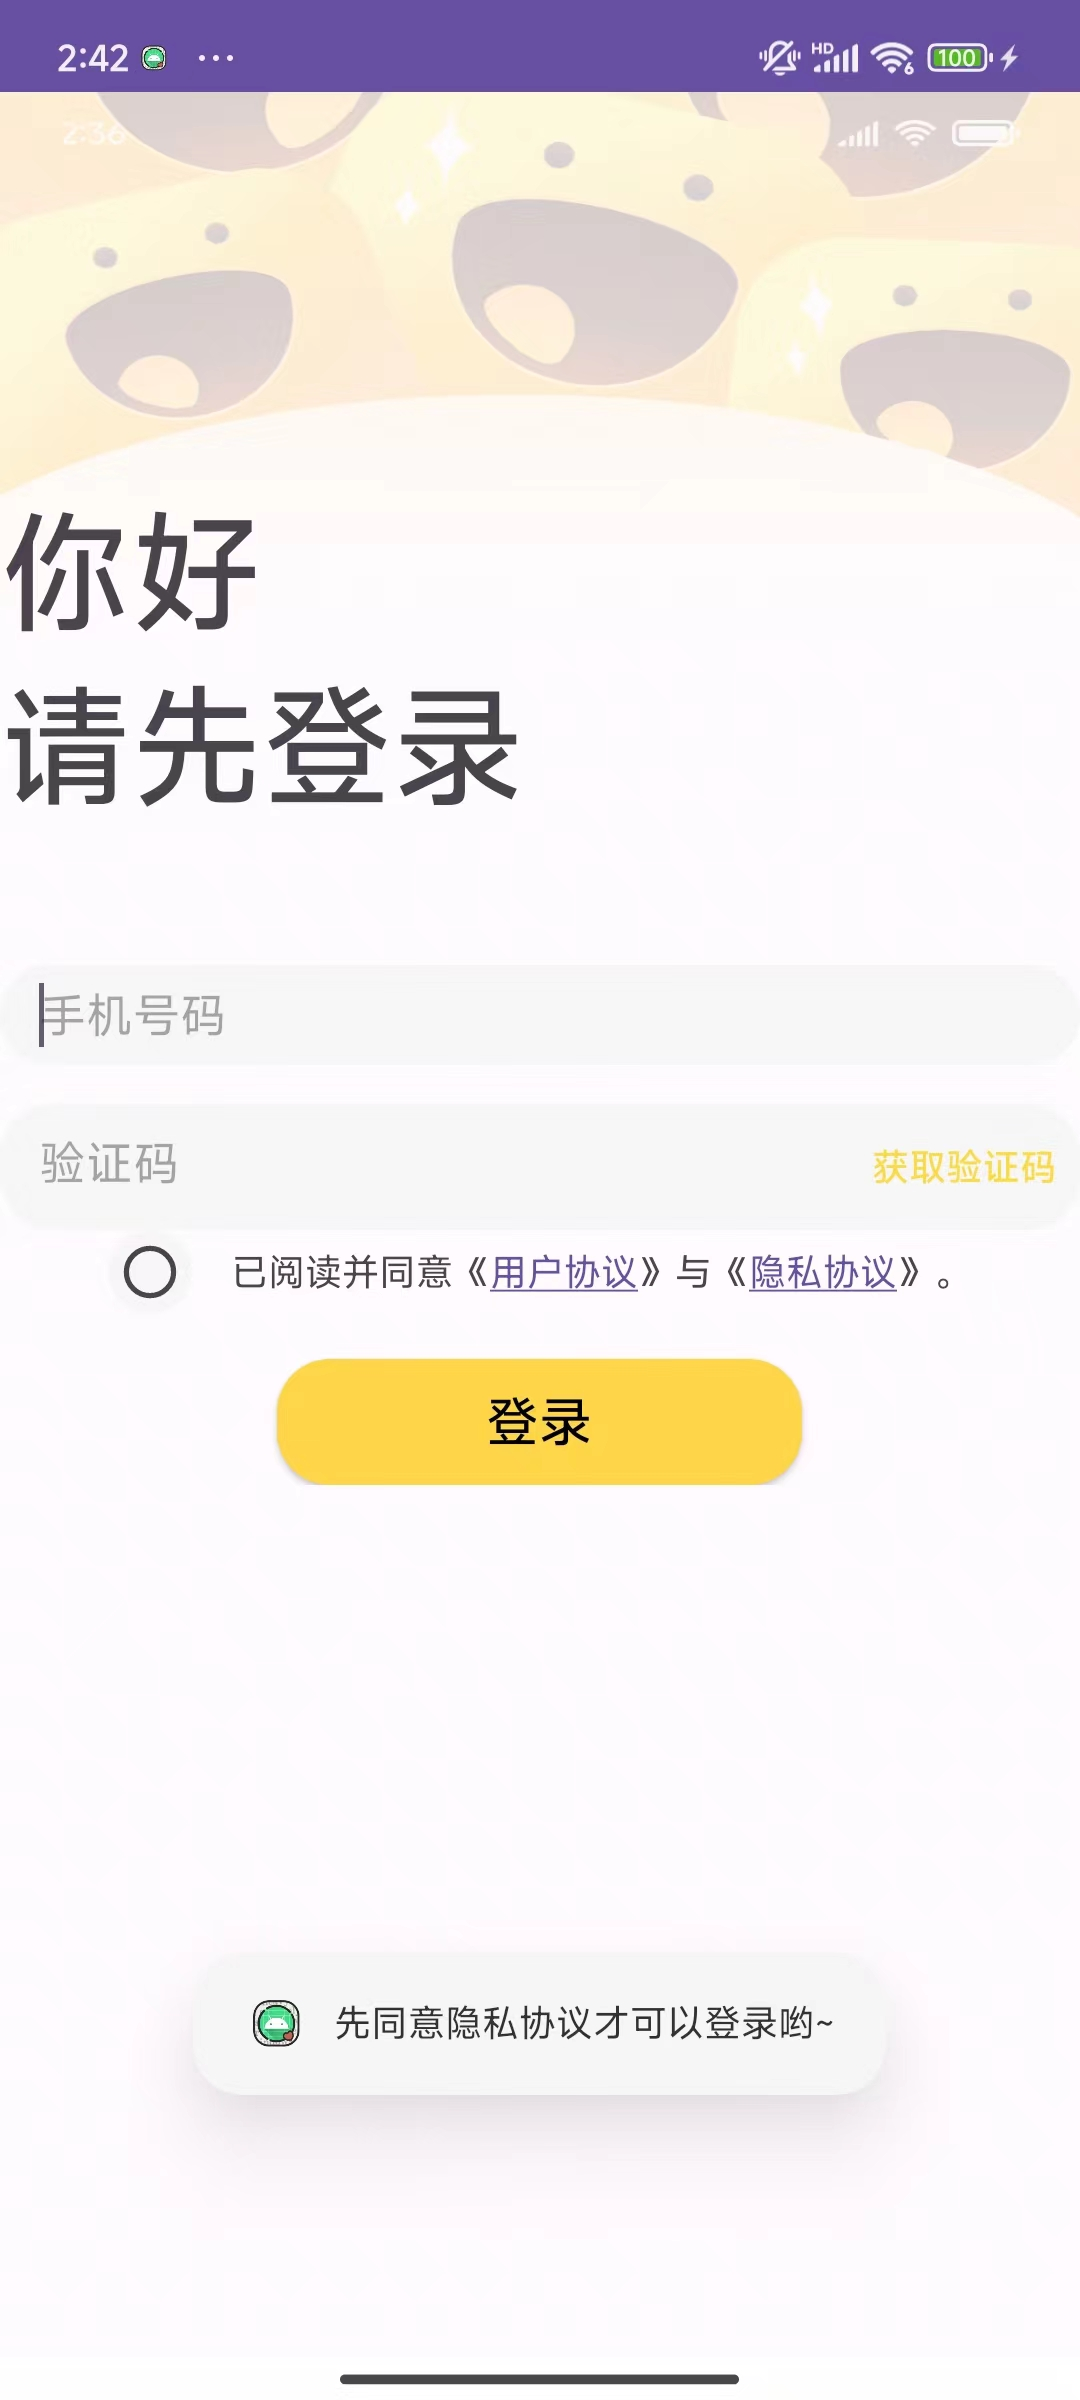 2:42 ··· HD 6 100
2:36
你好
请先登录
手机号码
验证码 获取验证码
已阅读并同意《用户协议》与《隐私协议》。
登录
先同意隐私协议才可以登录哟~